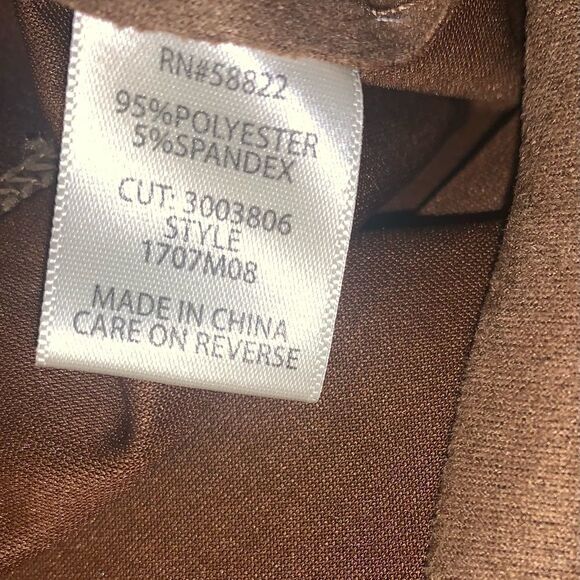 RN#58822
95%POLYESTER
5%SPANDEX
CUT: 3003806
STYLE
1707M08
MADE IN CHINA
CARE ON REVERSE